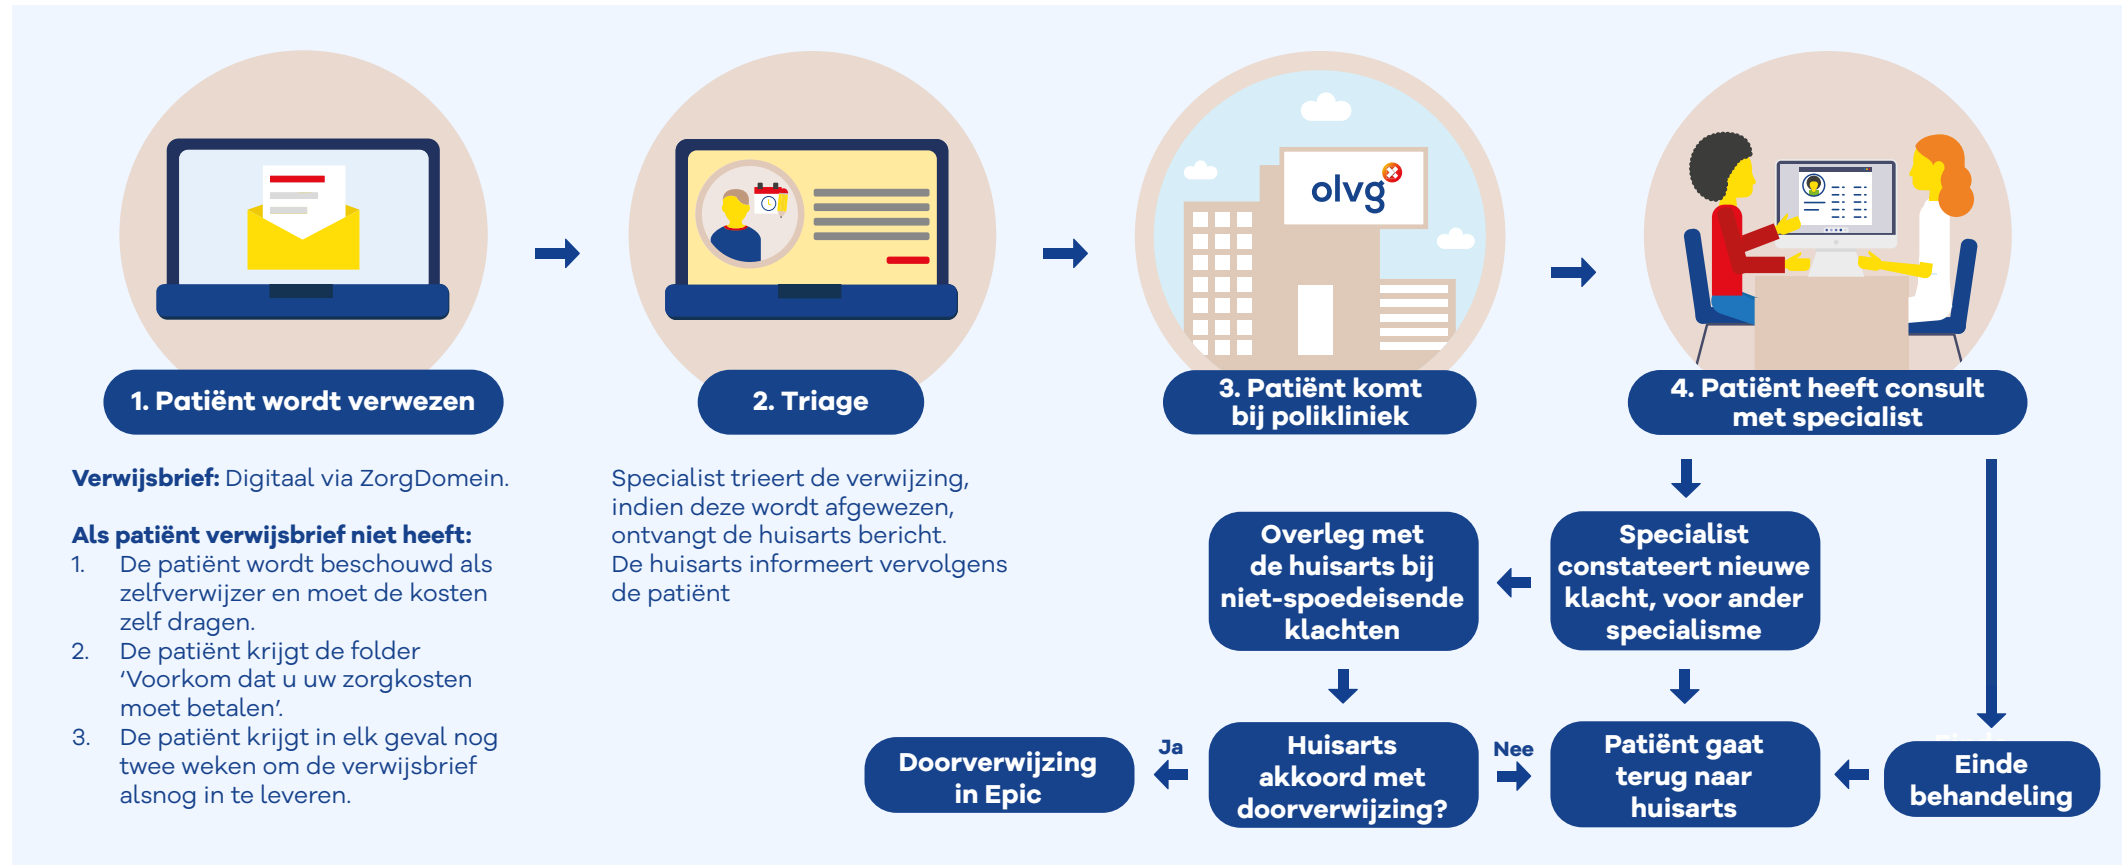 olvg
1. Patiënt wordt verwezen
2. Triage
3. Patiënt komt
bij polikliniek
4. Patiënt heeft consult
met specialist
Verwijsbrief: Digitaal via ZorgDomein.
Als patiënt verwijsbrief niet heeft:
1. De patiënt wordt beschouwd als
zelfverwijzer en moet de kosten
zelf dragen.
2. De patiënt krijgt de folder
‘Voorkom dat u uw zorgkosten
moet betalen’.
3. De patiënt krijgt in elk geval nog
twee weken om de verwijsbrief
alsnog in te leveren.
Specialist trieert de verwijzing,
indien deze wordt afgewezen,
ontvangt de huisarts bericht.
De huisarts informeert vervolgens
de patiënt
Overleg met
de huisarts bij
niet-spoedeisende
klachten
Specialist
constateert nieuwe
klacht, voor ander
specialisme
Doorverwijzing
in Epic
Ja
Huisarts
akkoord met
doorverwijzing?
Nee
Patiënt gaat
terug naar
huisarts
Einde
behandeling